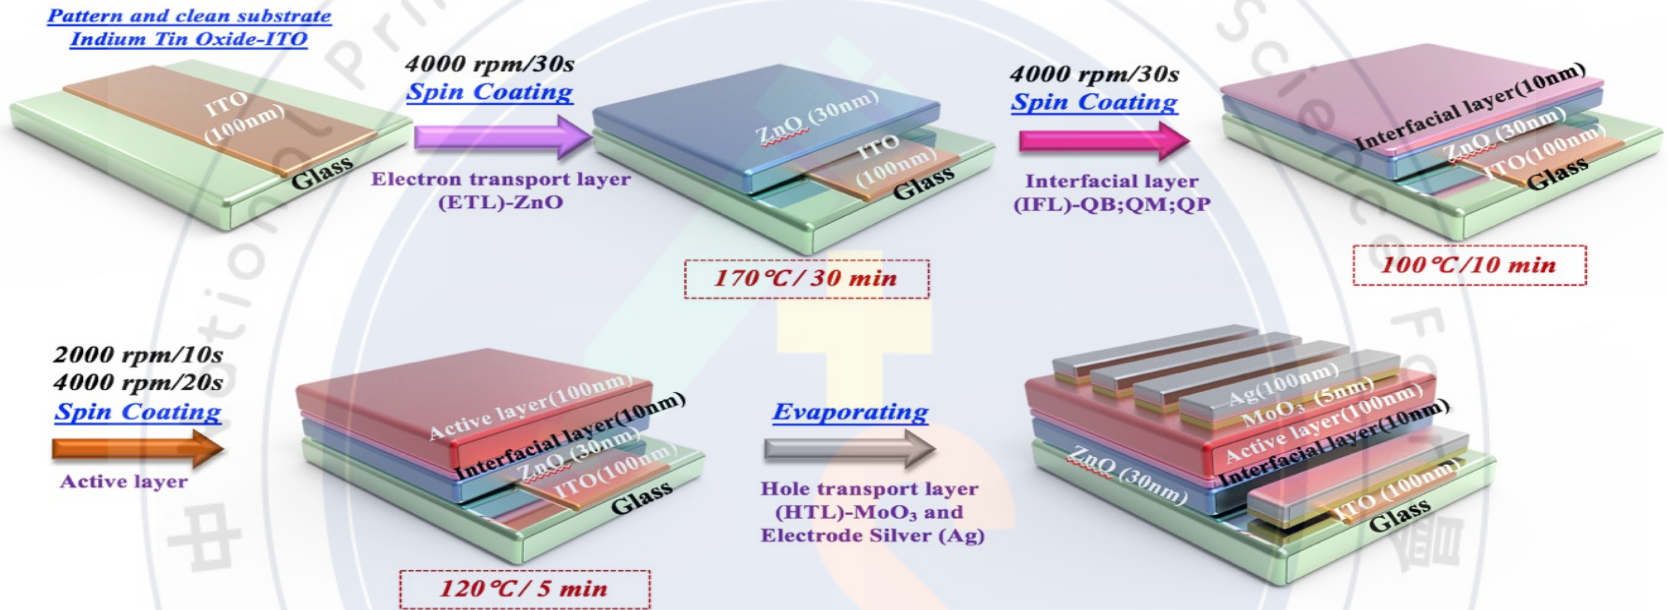 Pattern and clean substrate
Indium Tin Oxide-ITO
ITO
(100nm)
Glass
4000 rpm/30s
Spin Coating
Electron transport layer
(ETL)-ZnO
ZnO (30nm)
ITO
(100nm)
Glass
170°C/ 30 min
4000 rpm/30s
Spin Coating
Interfacial layer
(IFL)-QB;QM;QP
Interfacial layer(10nm)
ZnO (30nm)
ITO(100nm)
Glass
100°C/10 min
2000 rpm/10s
4000 rpm/20s
Spin Coating
Active layer
Active layer(100nm)
Interfacial layer(10nm)
ZnO (30nm)
ITO(100nm)
Glass
120°C/ 5 min
Evaporating
Hole transport layer
(HTL)-MoO₃ and
Electrode Silver (Ag)
Ag(100nm)
MoO₃ (5nm)
Active layer(100nm)
Interfacial layer(10nm)
ZnO (30nm)
ITO (100nm)
Glass
中